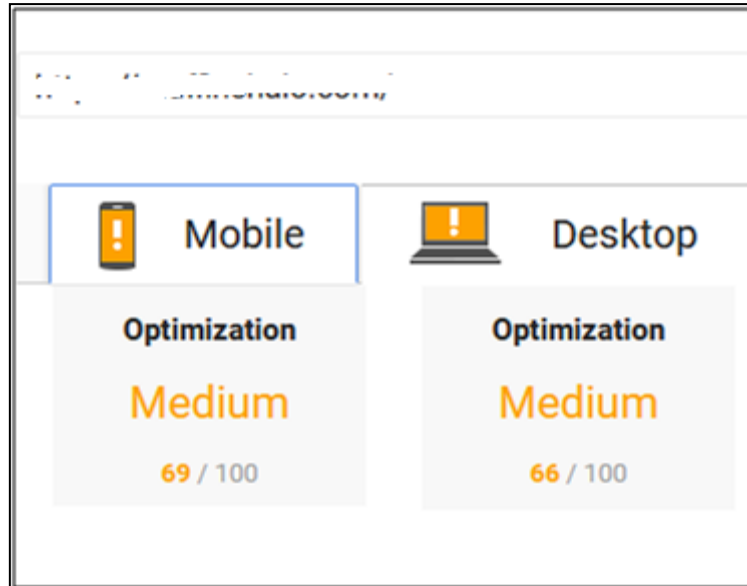 Mobile
Desktop
Optimization
Optimization
Medium
Medium
69 / 100
66 / 100